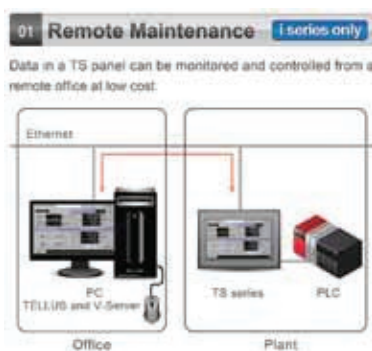 01 Remote Maintenance i series only
Data in a TS panel can be monitored and controlled from a
remote office at low cost.
Ethernet
PC
TELLUS and V-Server
TS series
PLC
Office
Plant